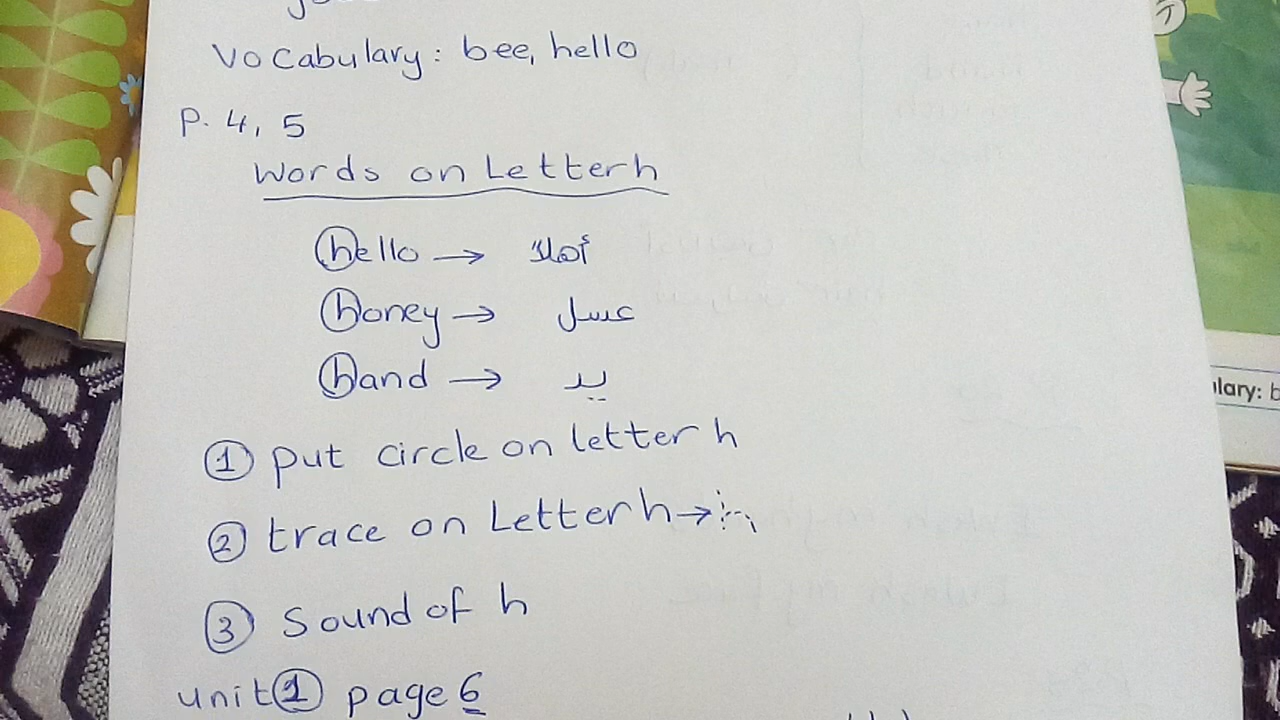 Vocabulary: bee, hello
P. 4, 5
Words on Letter h
hello → أهلا
honey → عسل
hand → يد
① put circle on letter h
② trace on Letter h → h
③ Sound of h
unit ① page 6
lary: b